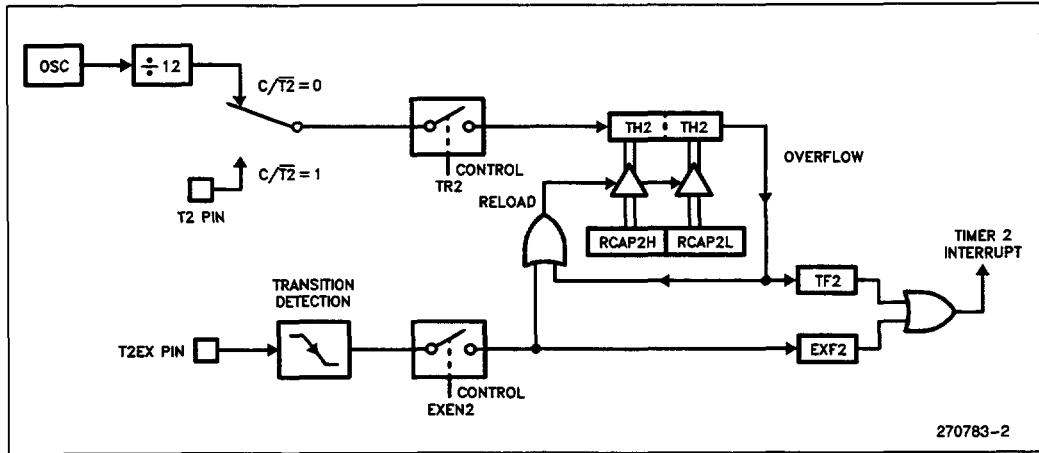 OSC
÷ 12
C/T2̅ = 0
C/T2̅ = 1
T2 PIN
CONTROL
TR2
TH2 TH2
OVERFLOW
RELOAD
RCAP2H RCAP2L
TIMER 2
INTERRUPT
TRANSITION
DETECTION
TF2
T2EX PIN
EXF2
CONTROL
EXEN2
270783-2